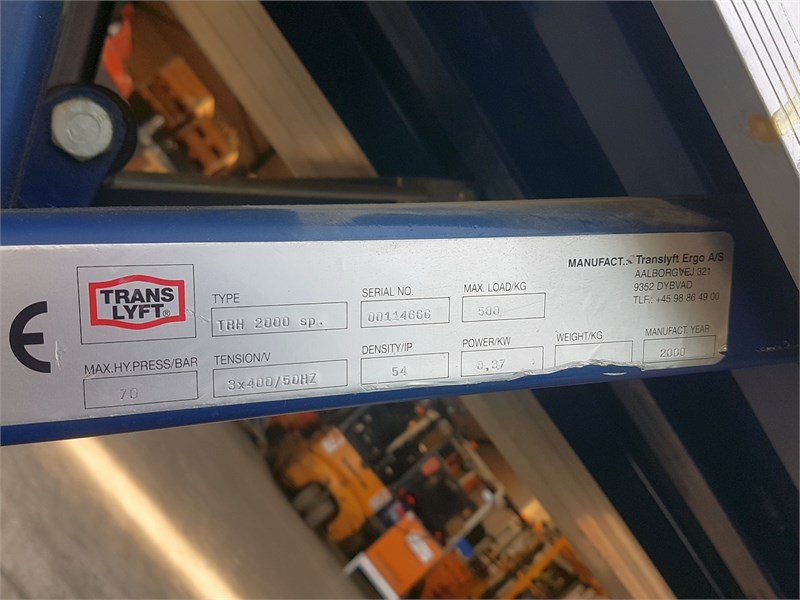 CE
TRANS
LYFT®
TYPE
TRH 2000 sp.
SERIAL NO.
00114666
MAX. LOAD/KG
500
MANUFACT.: Translyft Ergo A/S
AALBORGVEJ 321
9352 DYBVAD
TLF: +45 98 86 49 00
MAX.HY.PRESS/BAR
TENSION/V
3x400/50HZ
DENSITY/IP
54
POWER/KW
0,37
WEIGHT/KG
MANUFACT. YEAR
2000